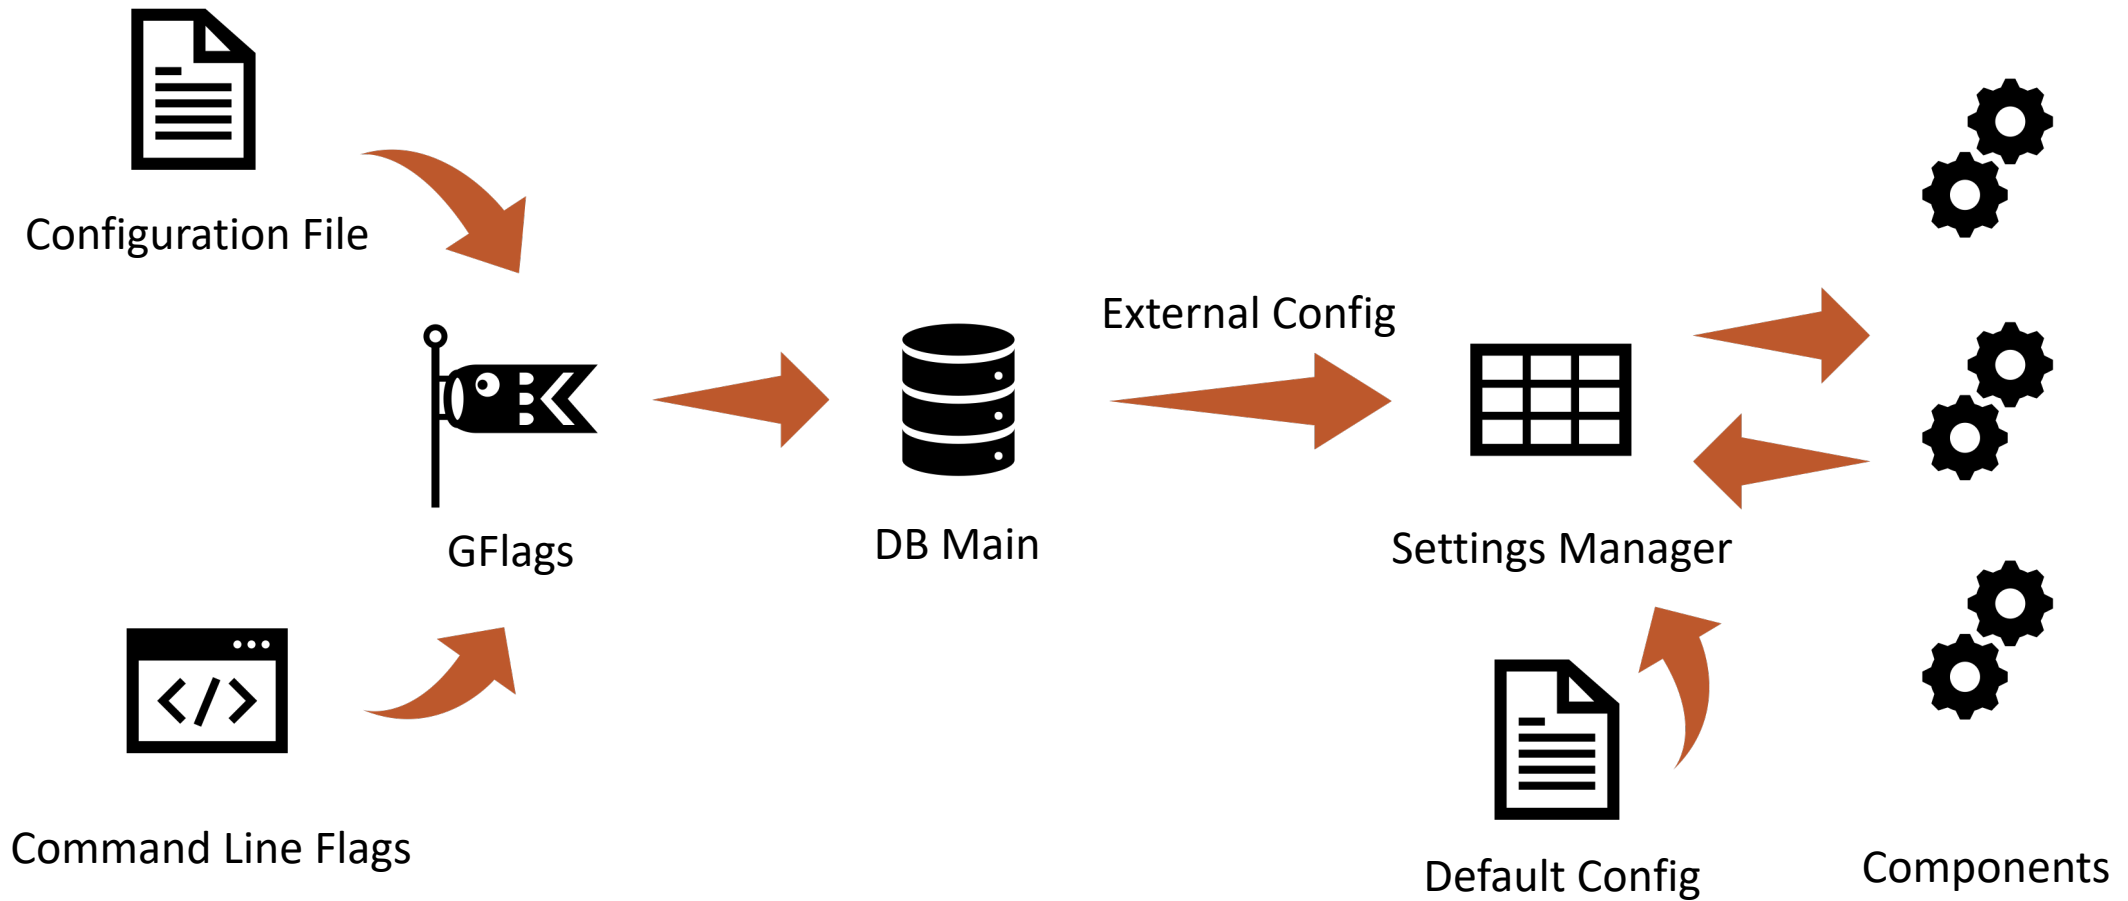 Configuration File
External Config
GFlags
DB Main
Settings Manager
Command Line Flags
Default Config
Components